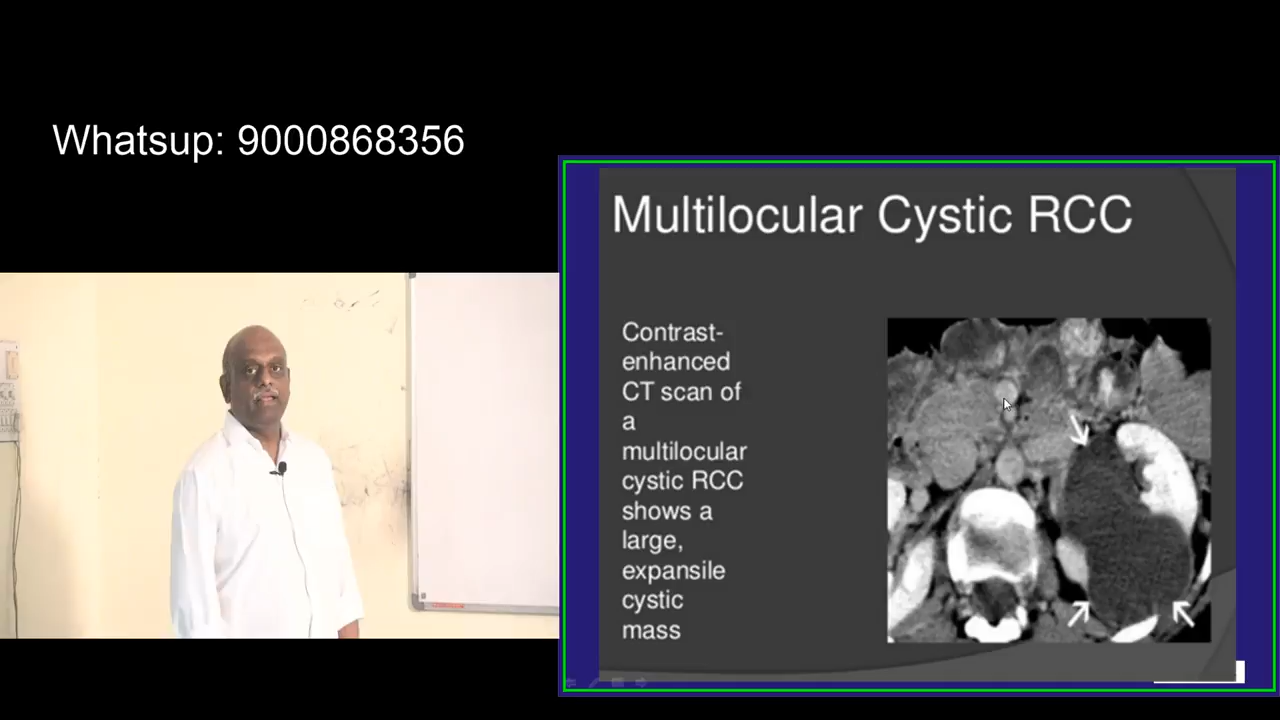 Whatsup: 9000868356
Multilocular Cystic RCC
Contrast-
enhanced
CT scan of
a
multilocular
cystic RCC
shows a
large,
expansile
cystic
mass